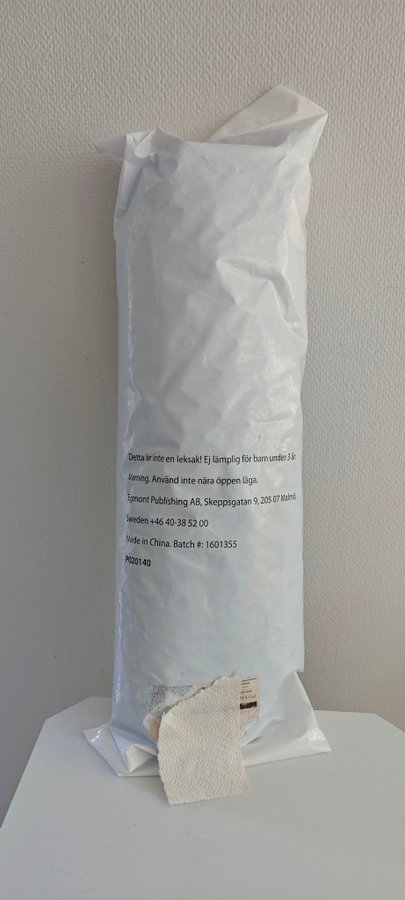 Detta är inte en leksak! Ej lämplig för barn under 3 år.
Varning. Använd inte nära öppen låga.
Egmont Publishing AB, Skeppsgatan 9, 205 07 Malmö,
Sweden +46 40-38 52 00
Made in China. Batch #: 1601355
P020140